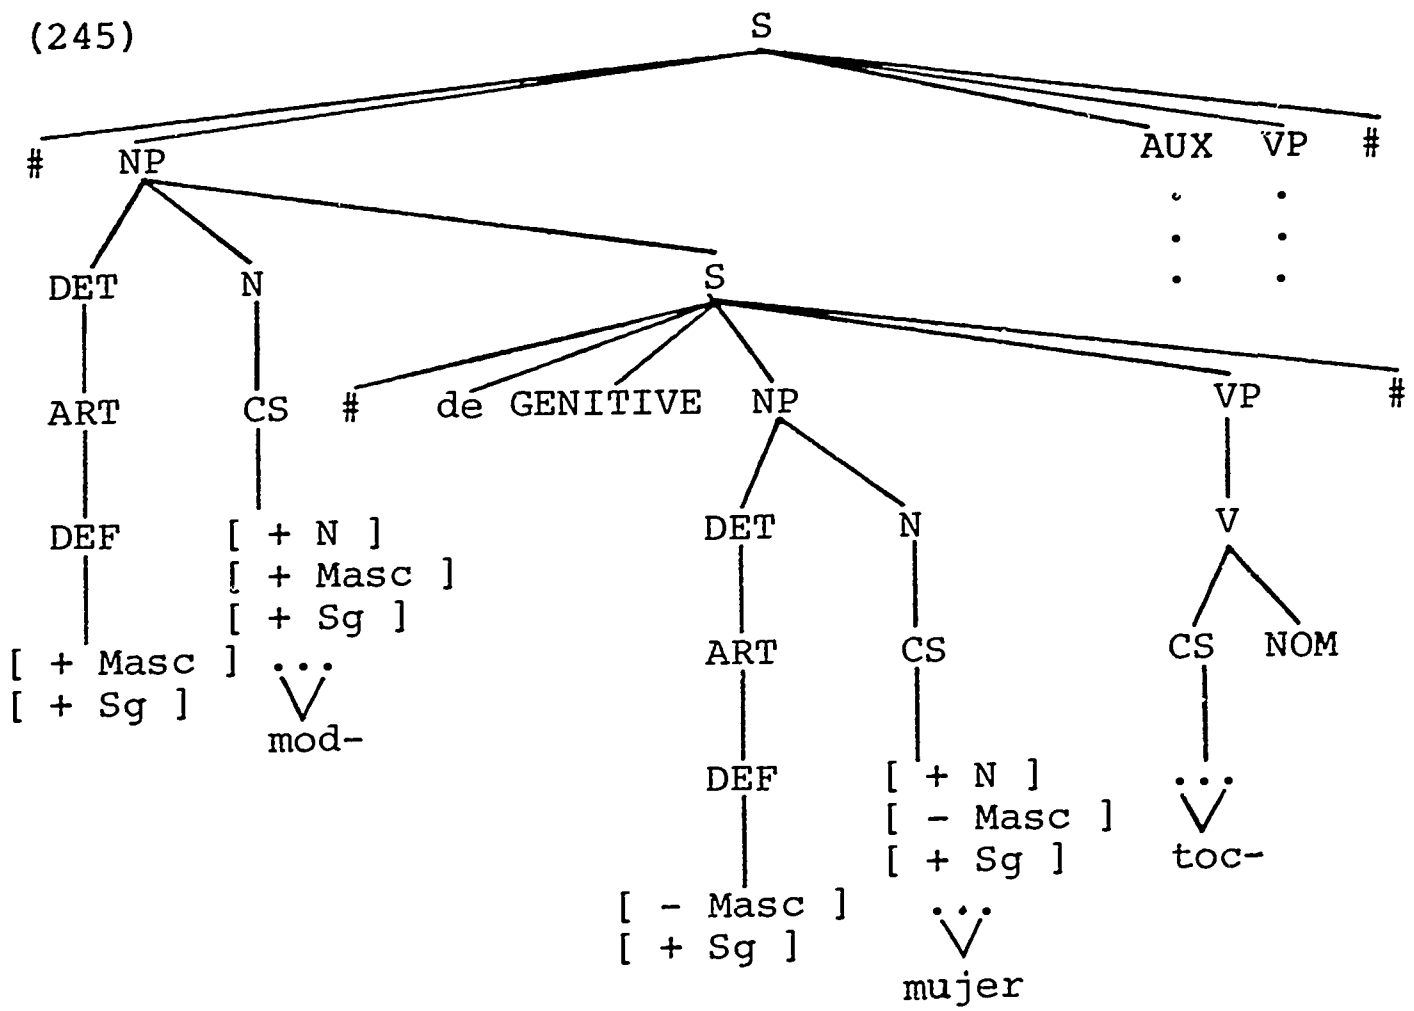 (245)
S
# NP AUX VP #
DET N S
ART CS # de GENITIVE NP VP #
DEF [ + N ] DET N V
[ + Masc ]
[ + Sg ]
[ + Masc ] ... ART CS CS NOM
[ + Sg ]
mod-
DEF [ + N ] ...
[ - Masc ]
[ + Sg ] toc-
[ - Masc ] ...
[ + Sg ]
mujer